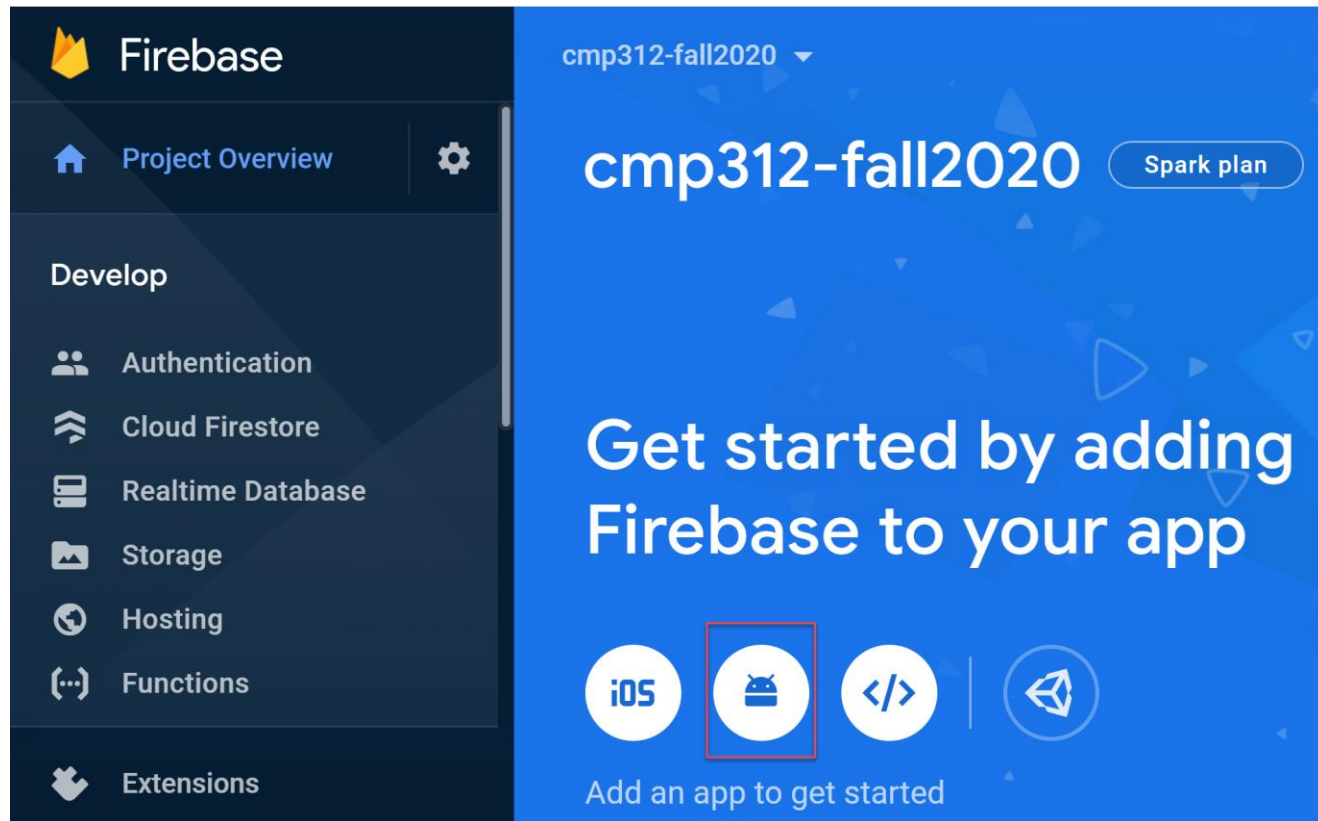 Firebase
Project Overview
Develop
Authentication
Cloud Firestore
Realtime Database
Storage
Hosting
Functions
Extensions
cmp312-fall2020
cmp312-fall2020 Spark plan
Get started by adding
Firebase to your app
iOS </>
Add an app to get started